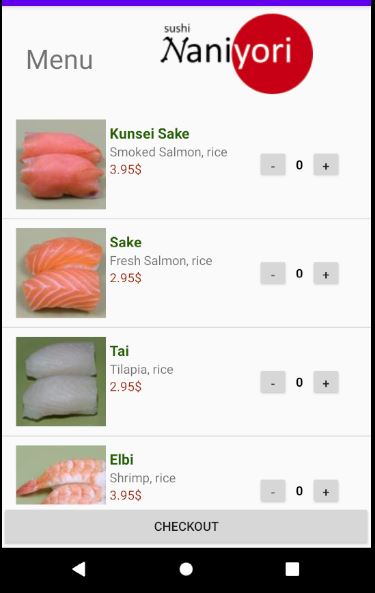 Menu
sushi
Naniyori
Kunsei Sake
Smoked Salmon, rice
3.95$
- 0 +
Sake
Fresh Salmon, rice
2.95$
- 0 +
Tai
Tilapia, rice
2.95$
- 0 +
Elbi
Shrimp, rice
3.95$
- 0 +
CHECKOUT